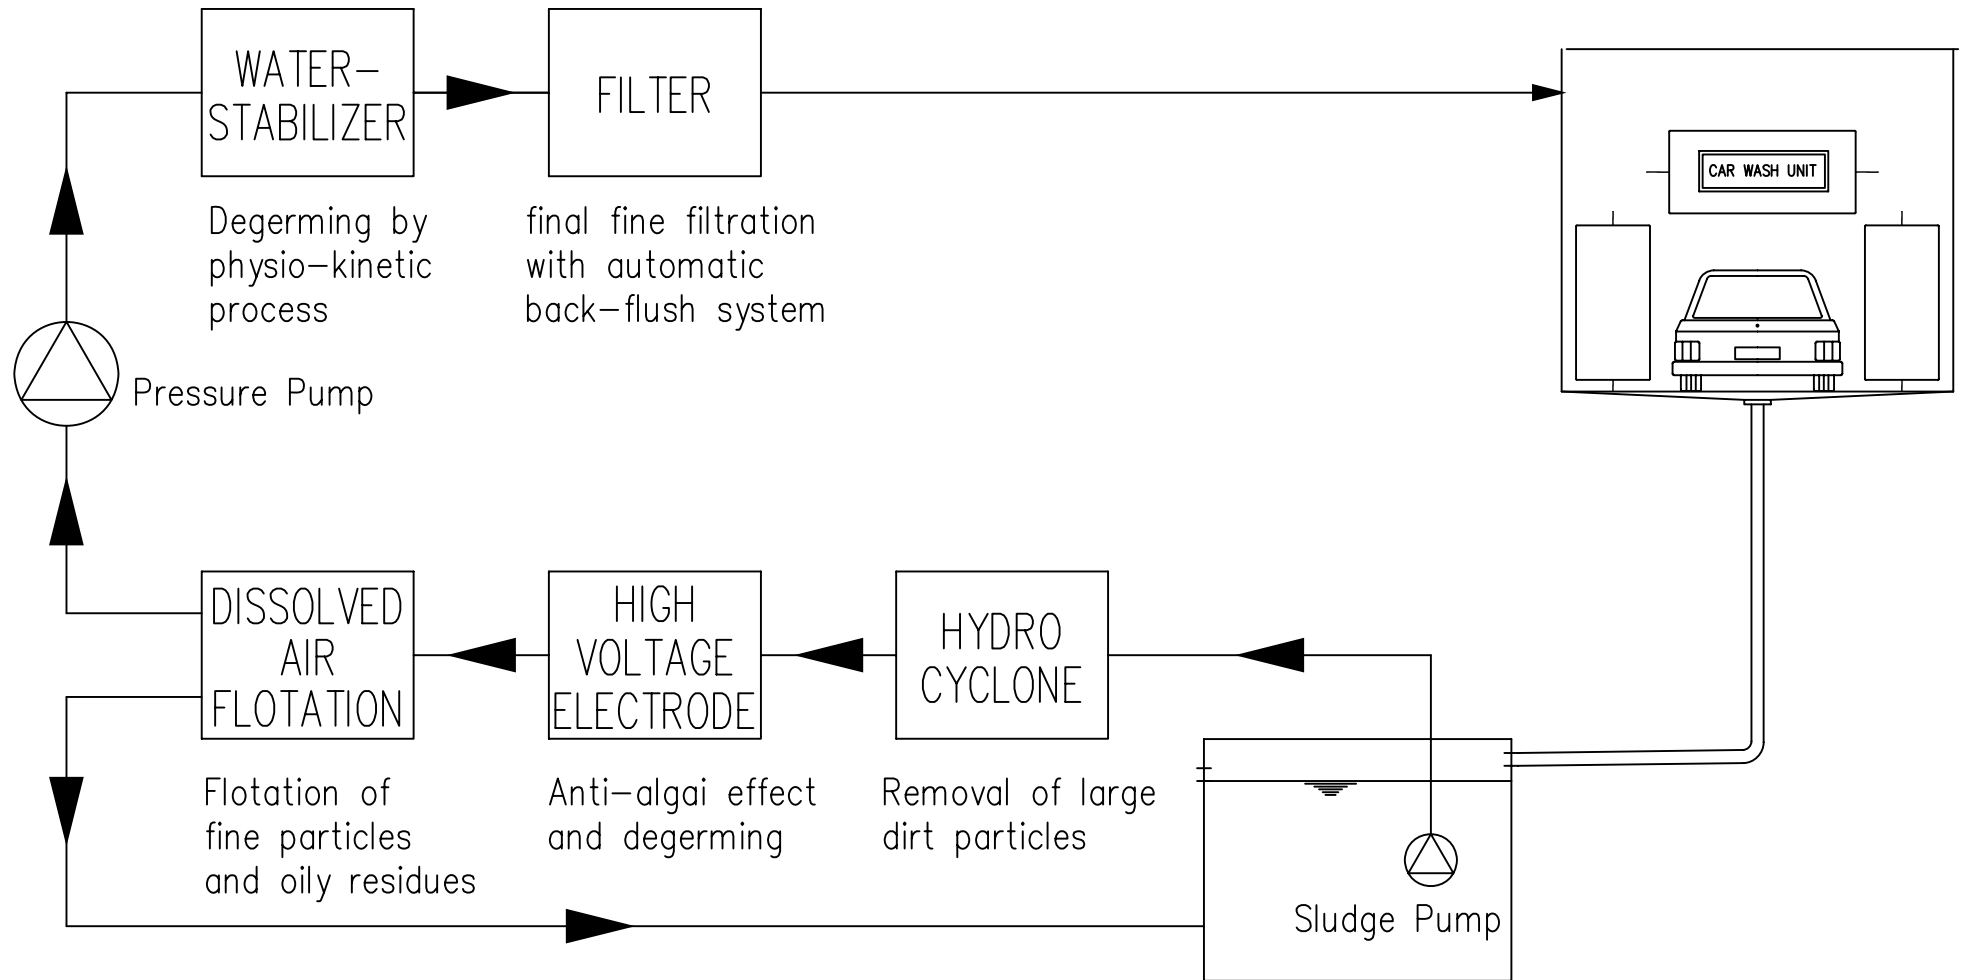 WATER-
STABILIZER
FILTER
CAR WASH UNIT
Degerming by
physio-kinetic
process
final fine filtration
with automatic
back-flush system
Pressure Pump
DISSOLVED
AIR
FLOTATION
HIGH
VOLTAGE
ELECTRODE
HYDRO
CYCLONE
Flotation of
fine particles
and oily residues
Anti-algai effect
and degerming
Removal of large
dirt particles
Sludge Pump